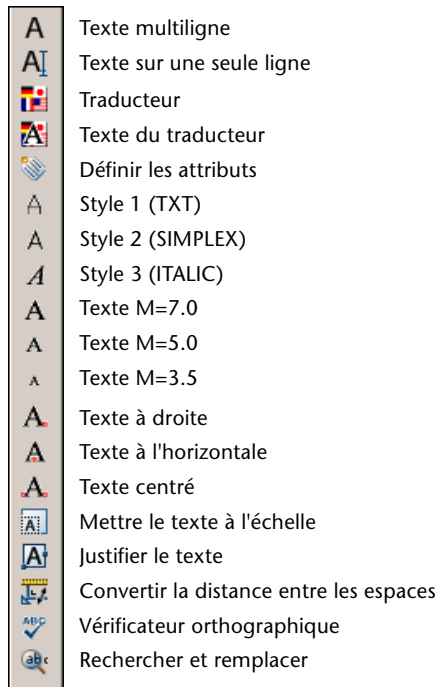 Texte multiligne
Texte sur une seule ligne
Traducteur
Texte du traducteur
Définir les attributs
Style 1 (TXT)
Style 2 (SIMPLEX)
Style 3 (ITALIC)
Texte M=7.0
Texte M=5.0
Texte M=3.5
Texte à droite
Texte à l'horizontale
Texte centré
Mettre le texte à l'échelle
Justifier le texte
Convertir la distance entre les espaces
Vérificateur orthographique
Rechercher et remplacer